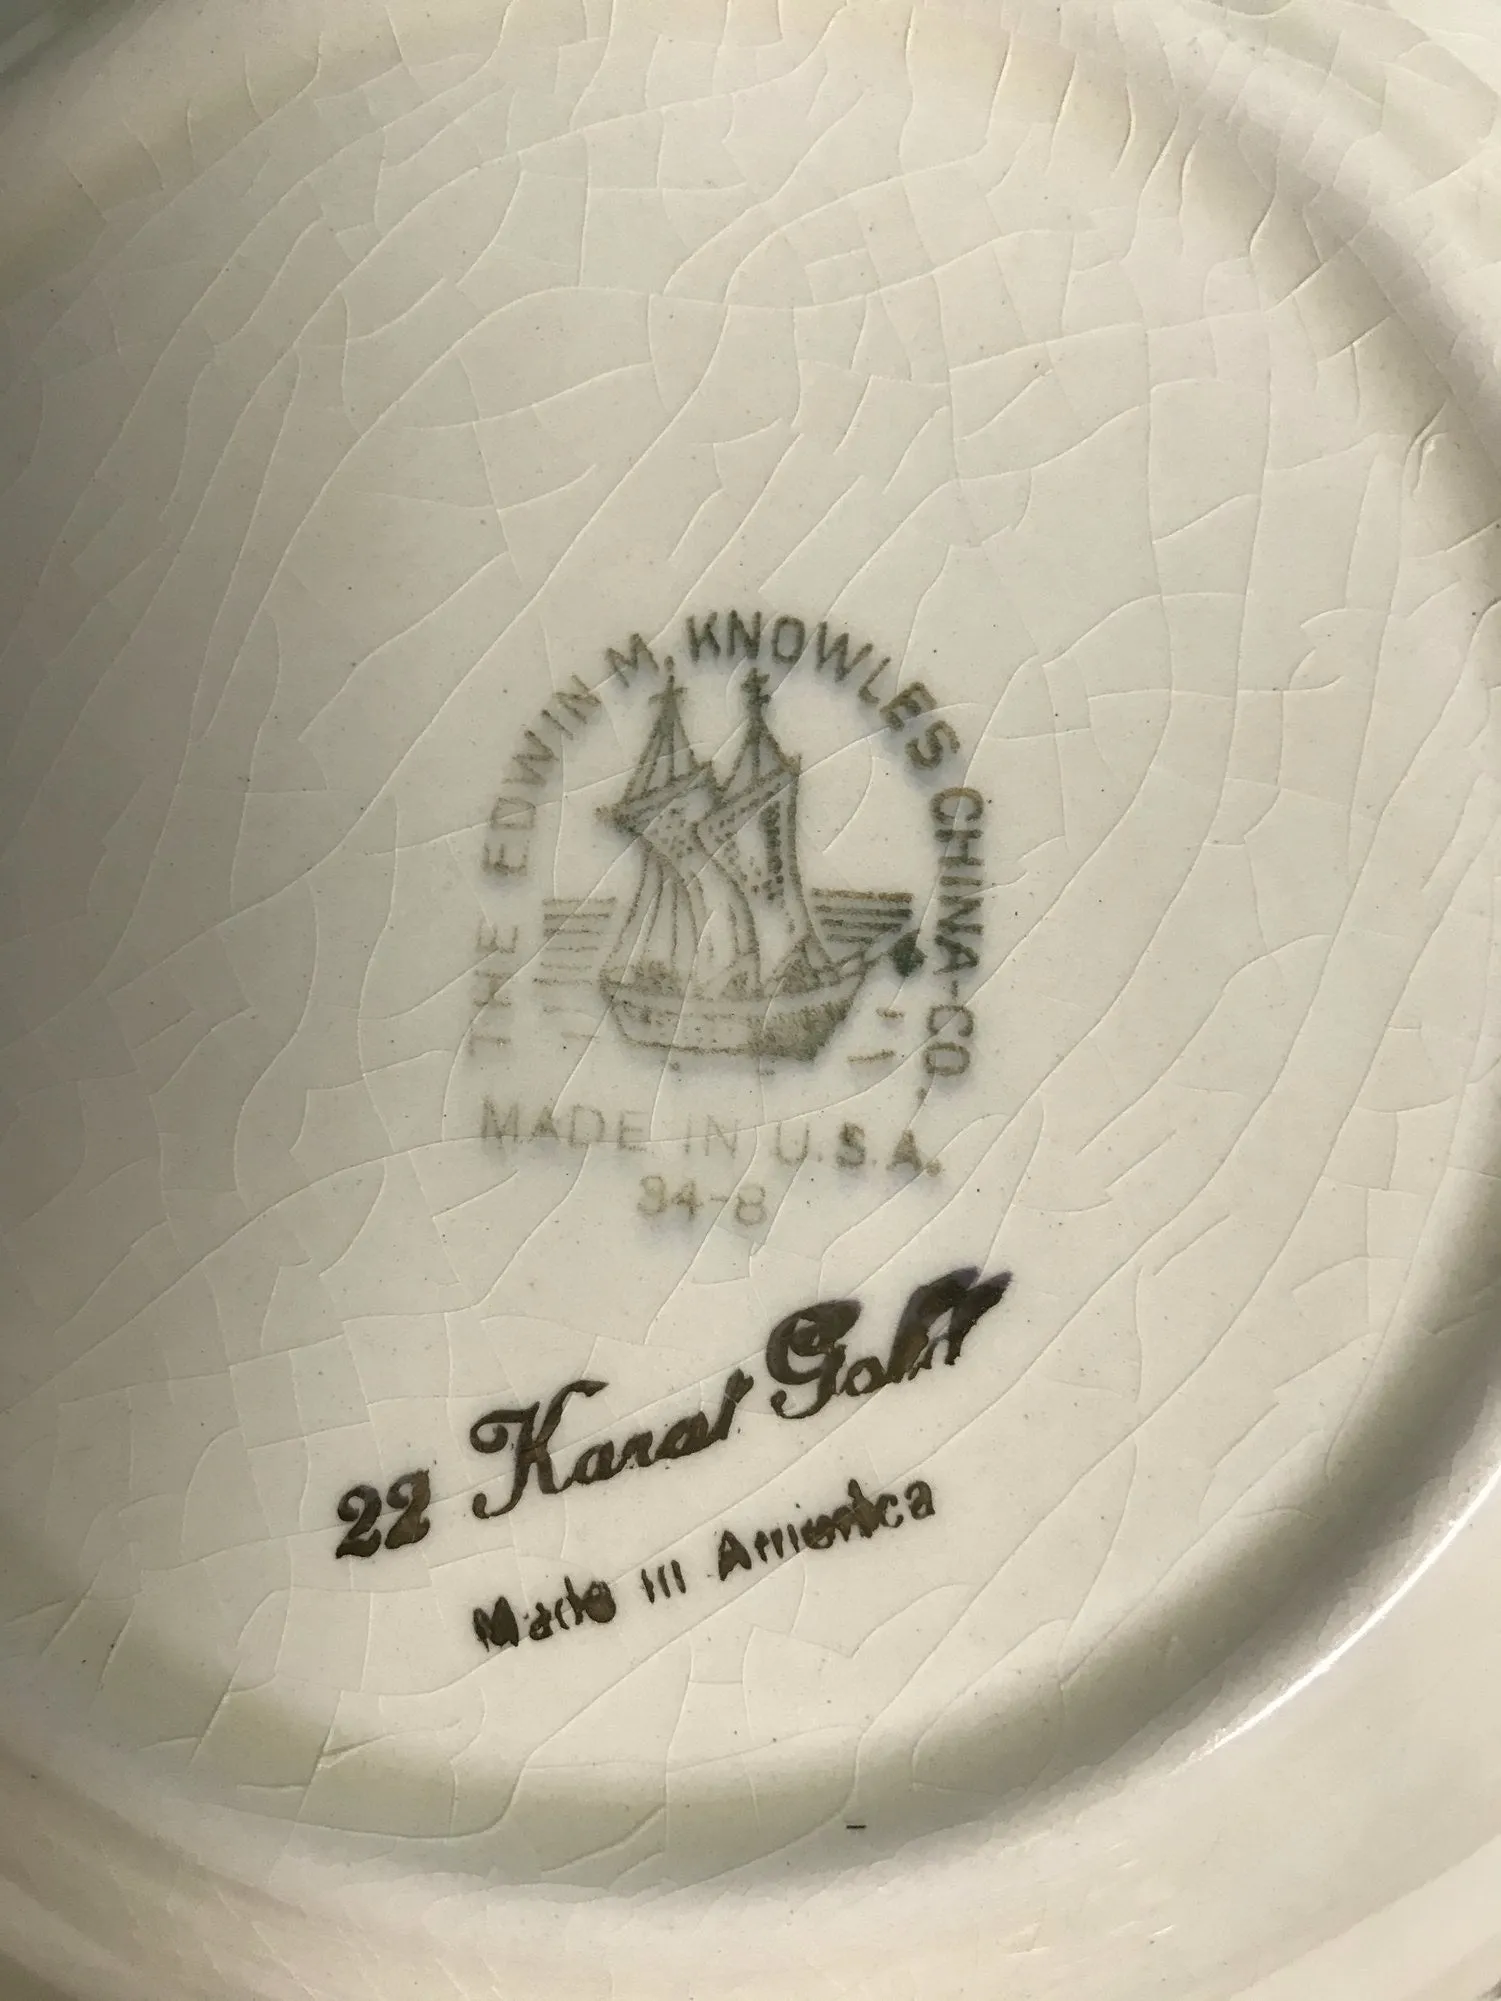 THE EDWIN M. KNOWLES CHINA-CO.
MADE IN U.S.A.
34-8
22 Karat Gold
Made in America